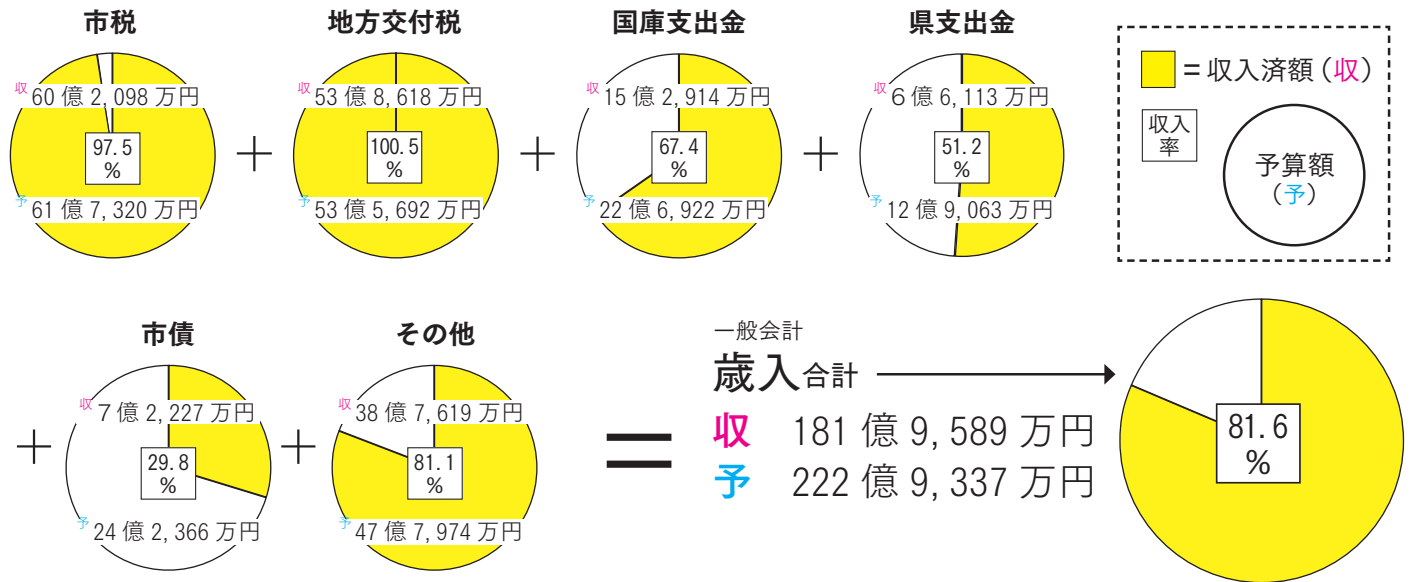 市税
収 60 億 2,098 万円
97.5
%
予 61 億 7,320 万円
+
地方交付税
収 53 億 8,618 万円
100.5
%
予 53 億 5,692 万円
+
国庫支出金
収 15 億 2,914 万円
67.4
%
予 22 億 6,922 万円
+
県支出金
収 6 億 6,113 万円
51.2
%
予 12 億 9,063 万円
= 収入済額 (収)
収入
率
予算額
(予)
+
市債
収 7 億 2,227 万円
29.8
%
予 24 億 2,366 万円
+
その他
収 38 億 7,619 万円
81.1
%
予 47 億 7,974 万円
=
一般会計
歳入合計
収 181 億 9,589 万円
予 222 億 9,337 万円
81.6
%